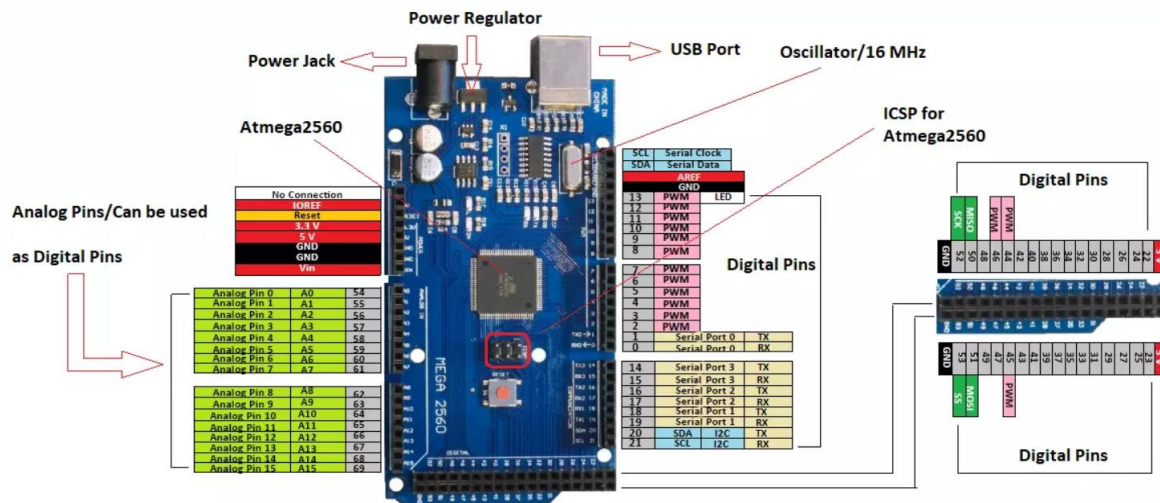 Power Regulator
Power Jack
USB Port
Oscillator/16 MHz
Atmega2560
ICSP for
Atmega2560
MADE IN
CHINA
Analog Pins/Can be used
as Digital Pins
No Connection
IOREF
Reset
3.3 V
5 V
GND
GND
Vin
Analog Pin 0 A0 54
Analog Pin 1 A1 55
Analog Pin 2 A2 56
Analog Pin 3 A3 57
Analog Pin 4 A4 58
Analog Pin 5 A5 59
Analog Pin 6 A6 60
Analog Pin 7 A7 61
Analog Pin 8 A8 62
Analog Pin 9 A9 63
Analog Pin 10 A10 64
Analog Pin 11 A11 65
Analog Pin 12 A12 66
Analog Pin 13 A13 67
Analog Pin 14 A14 68
Analog Pin 15 A15 69
ANALOG IN
RESET
MEGA 2560
COMMUNICATION
DIGITAL
SCL Serial Clock
SDA Serial Data
AREF
GND
13 PWM LED
12 PWM
11 PWM
10 PWM
9 PWM
8 PWM
7 PWM
6 PWM
5 PWM
4 PWM
3 PWM
2 PWM
1 Serial Port 0 TX
0 Serial Port 0 RX
14 Serial Port 3 TX
15 Serial Port 3 RX
16 Serial Port 2 TX
17 Serial Port 2 RX
18 Serial Port 1 TX
19 Serial Port 1 RX
20 SDA I2C TX
21 SCL I2C RX
Digital Pins
Digital Pins
SCK MISO PWM PWM
GND 52 50 48 46 44 42 40 38 36 34 32 30 28 26 24 22 5 V
GND 53 51 49 47 45 43 41 39 37 35 33 31 29 27 25 23 5 V
SS MOSI PWM
Digital Pins